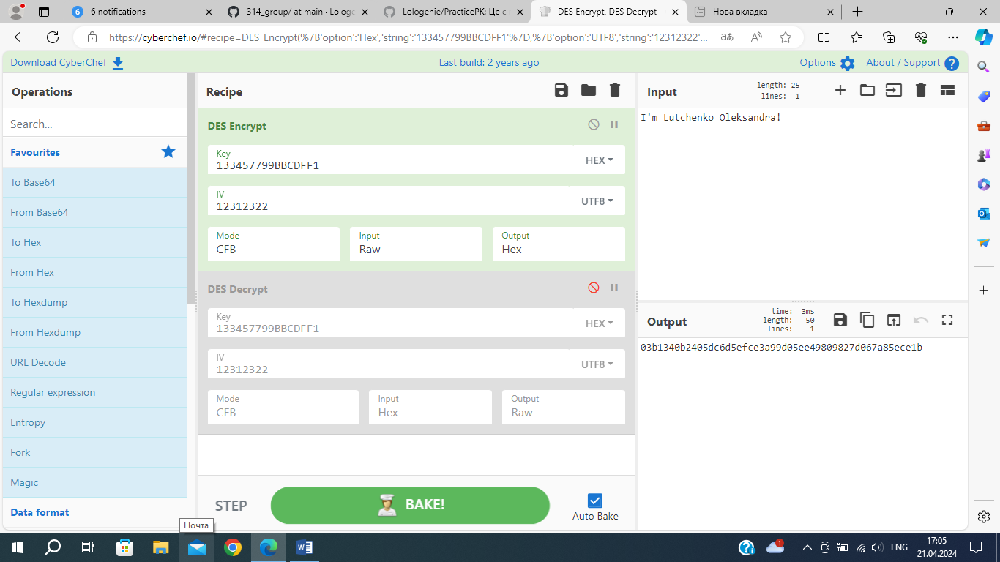 6 notifications
314_group/ at main · Lologe
Lologenie/PracticePK: Це є
DES Encrypt, DES Decrypt -
Нова вкладка
https://cyberchef.io/#recipe=DES_Encrypt(%7B'option':'Hex','string':'133457799BBCDFF1'%7D,%7B'option':'UTF8','string':'12312322'...
Download CyberChef
Last build: 2 years ago
Options
About / Support
Operations
Search...
Favourites
To Base64
From Base64
To Hex
From Hex
To Hexdump
From Hexdump
URL Decode
Regular expression
Entropy
Fork
Magic
Data format
Recipe
DES Encrypt
Key
133457799BBCDFF1
HEX
IV
12312322
UTF8
Mode Input Output
CFB Raw Hex
DES Decrypt
Key
133457799BBCDFF1
HEX
IV
12312322
UTF8
Mode Input Output
CFB Hex Raw
STEP
BAKE!
Auto Bake
Input
length: 25
lines: 1
I'm Lutchenko Oleksandra!
Output
time: 3ms
length: 50
lines: 1
03b1340b2405dc6d5efce3a99d05ee49809827d067a85ece1b
Почта
1
ENG
17:05
21.04.2024